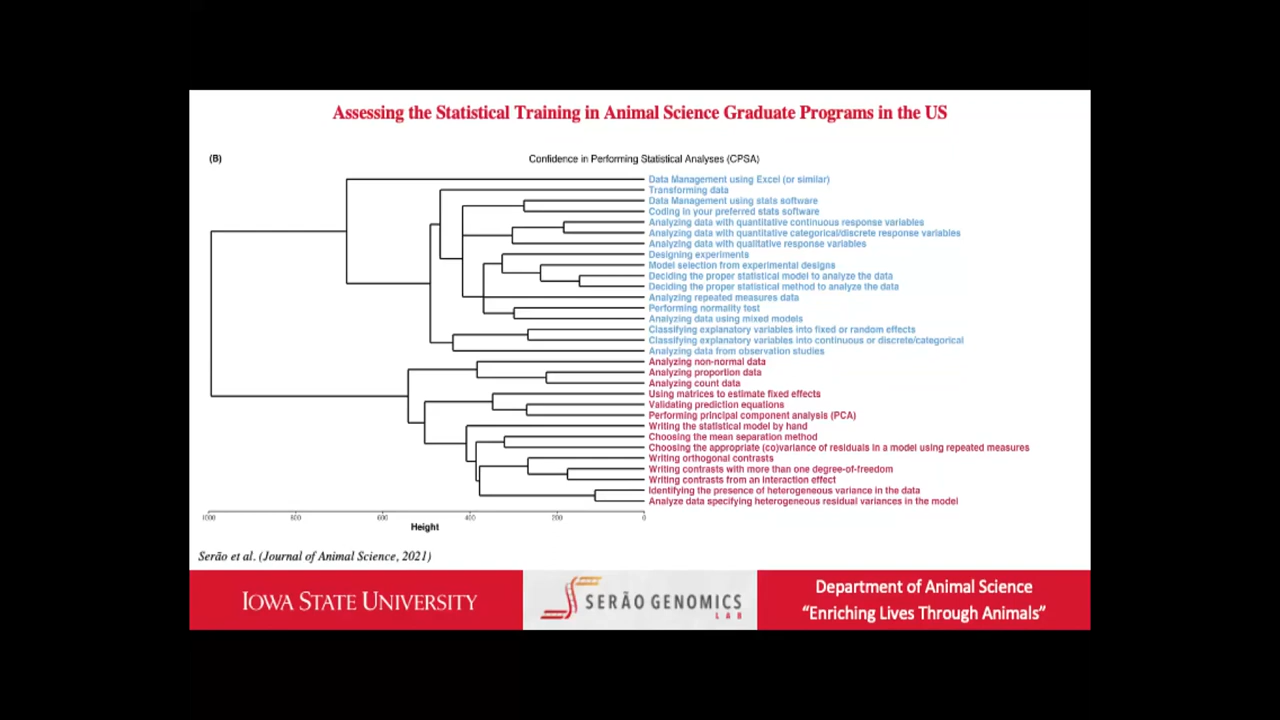 Assessing the Statistical Training in Animal Science Graduate Programs in the US
(B)
Confidence in Performing Statistical Analyses (CPSA)
Data Management using Excel (or similar)
Transforming data
Data Management using stats software
Coding in your preferred stats software
Analyzing data with quantitative continuous response variables
Analyzing data with quantitative categorical/discrete response variables
Analyzing data with qualitative response variables
Designing experiments
Model selection from experimental designs
Deciding the proper statistical model to analyze the data
Deciding the proper statistical method to analyze the data
Analyzing repeated measures data
Performing normality test
Analyzing data using mixed models
Classifying explanatory variables into fixed or random effects
Classifying explanatory variables into continuous or discrete/categorical
Analyzing data from observation studies
Analyzing non-normal data
Analyzing proportion data
Analyzing count data
Using matrices to estimate fixed effects
Validating prediction equations
Performing principal component analysis (PCA)
Writing the statistical model by hand
Choosing the mean separation method
Choosing the appropriate (co)variance of residuals in a model using repeated measures
Writing orthogonal contrasts
Writing contrasts with more than one degree-of-freedom
Writing contrasts from an interaction effect
Identifying the presence of heterogeneous variance in the data
Analyze data specifying heterogeneous residual variances in the model
1000 800 600 400 200 0
Height
Serão et al. (Journal of Animal Science, 2021)
IOWA STATE UNIVERSITY
SERÃO GENOMICS
LAB
Department of Animal Science
“Enriching Lives Through Animals”